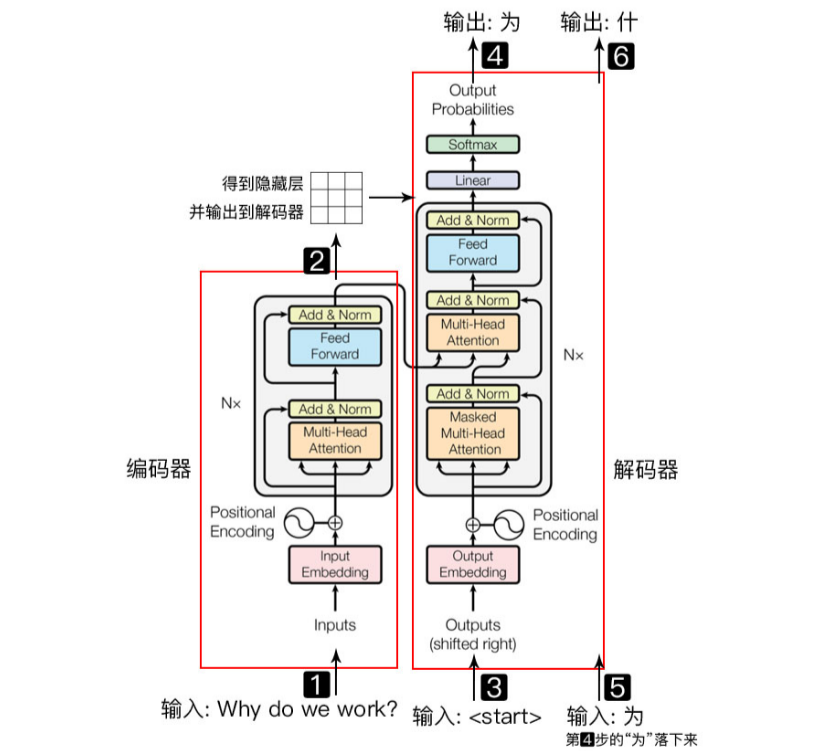 输出: 为
输出: 什
4
6
Output
Probabilities
Softmax
Linear
得到隐藏层
并输出到解码器
Add & Norm
Feed
Forward
2
Add & Norm
Multi-Head
Attention
Add & Norm
Feed
Forward
N×
N×
Add & Norm
Masked
Multi-Head
Attention
Add & Norm
Multi-Head
Attention
编码器
解码器
Positional
Encoding
Positional
Encoding
Input
Embedding
Output
Embedding
Inputs
Outputs
(shifted right)
1
3
5
输入: Why do we work?
输入: <start>
输入: 为
第4步的“为”落下来